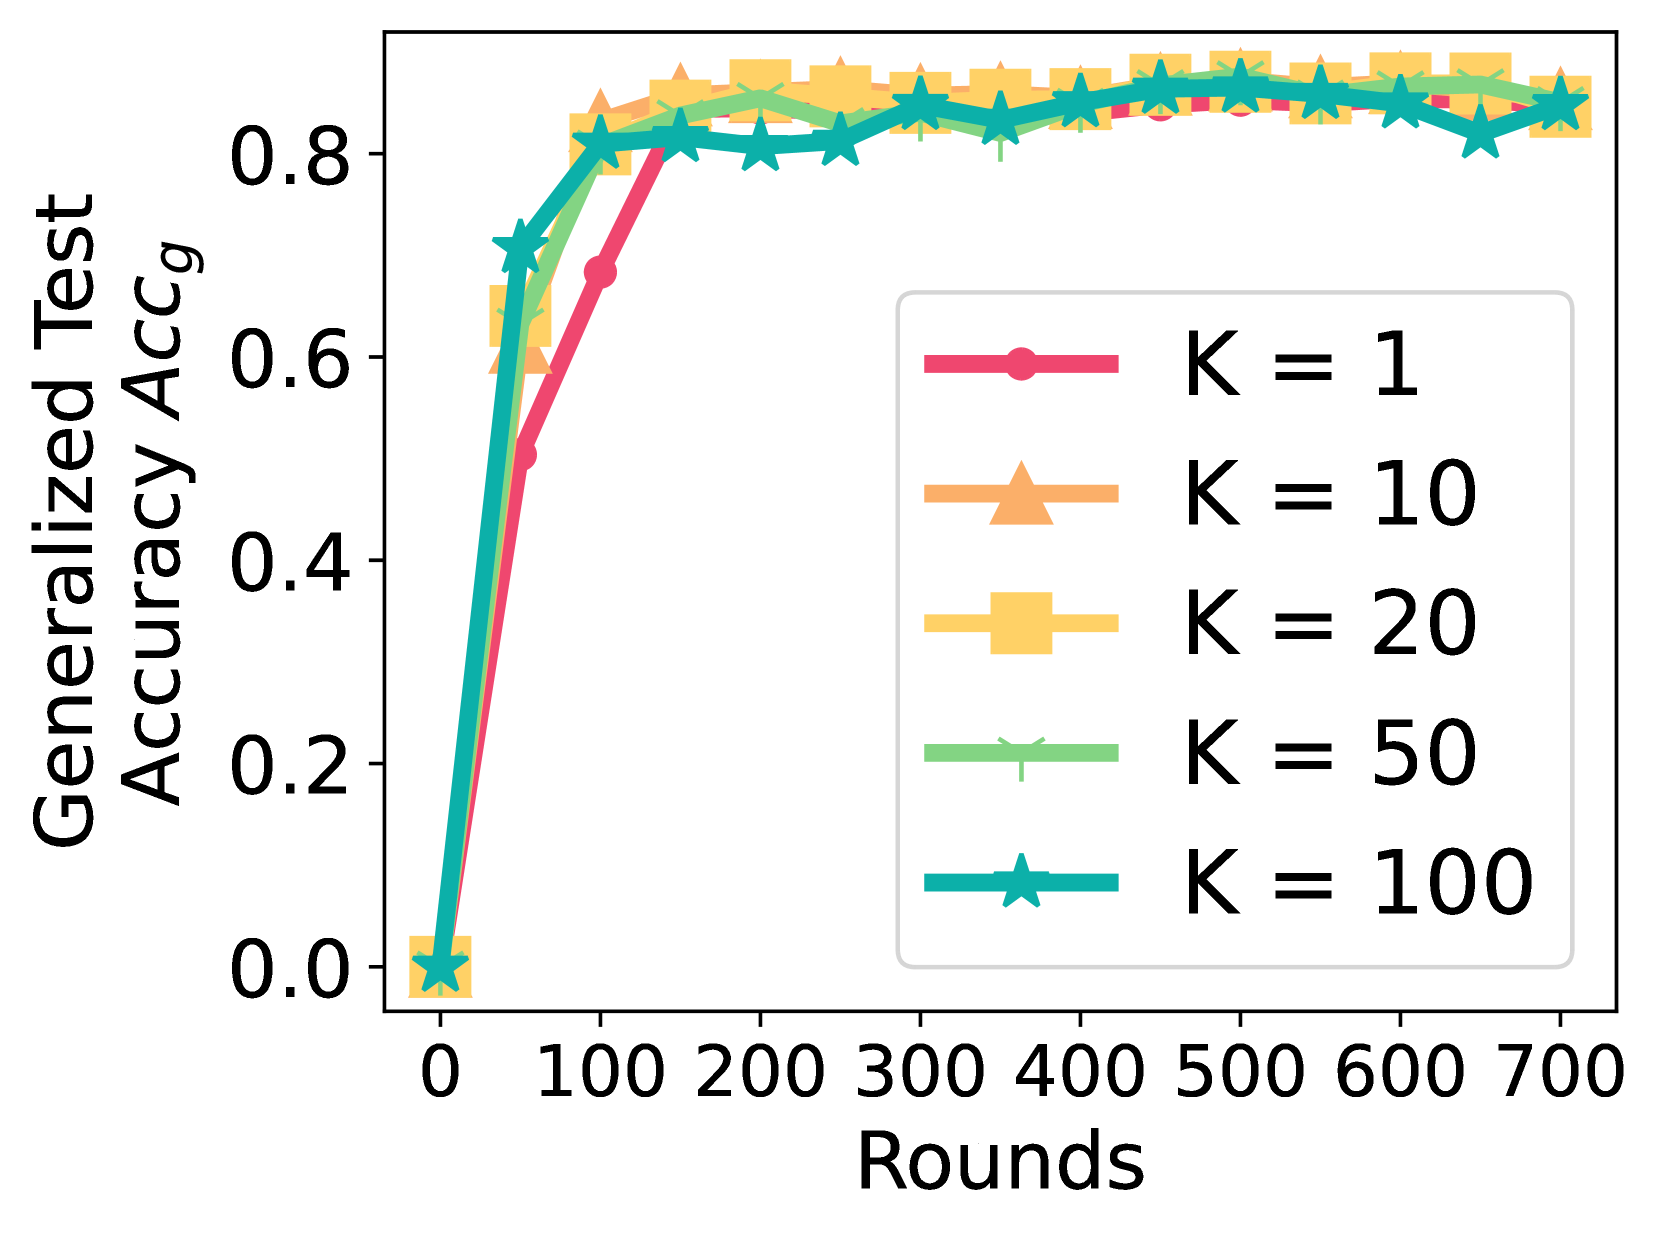 Generalized Test
Accuracy Acc_g
0.8
0.6
0.4
0.2
0.0
K = 1
K = 10
K = 20
K = 50
K = 100
0 100 200 300 400 500 600 700
Rounds